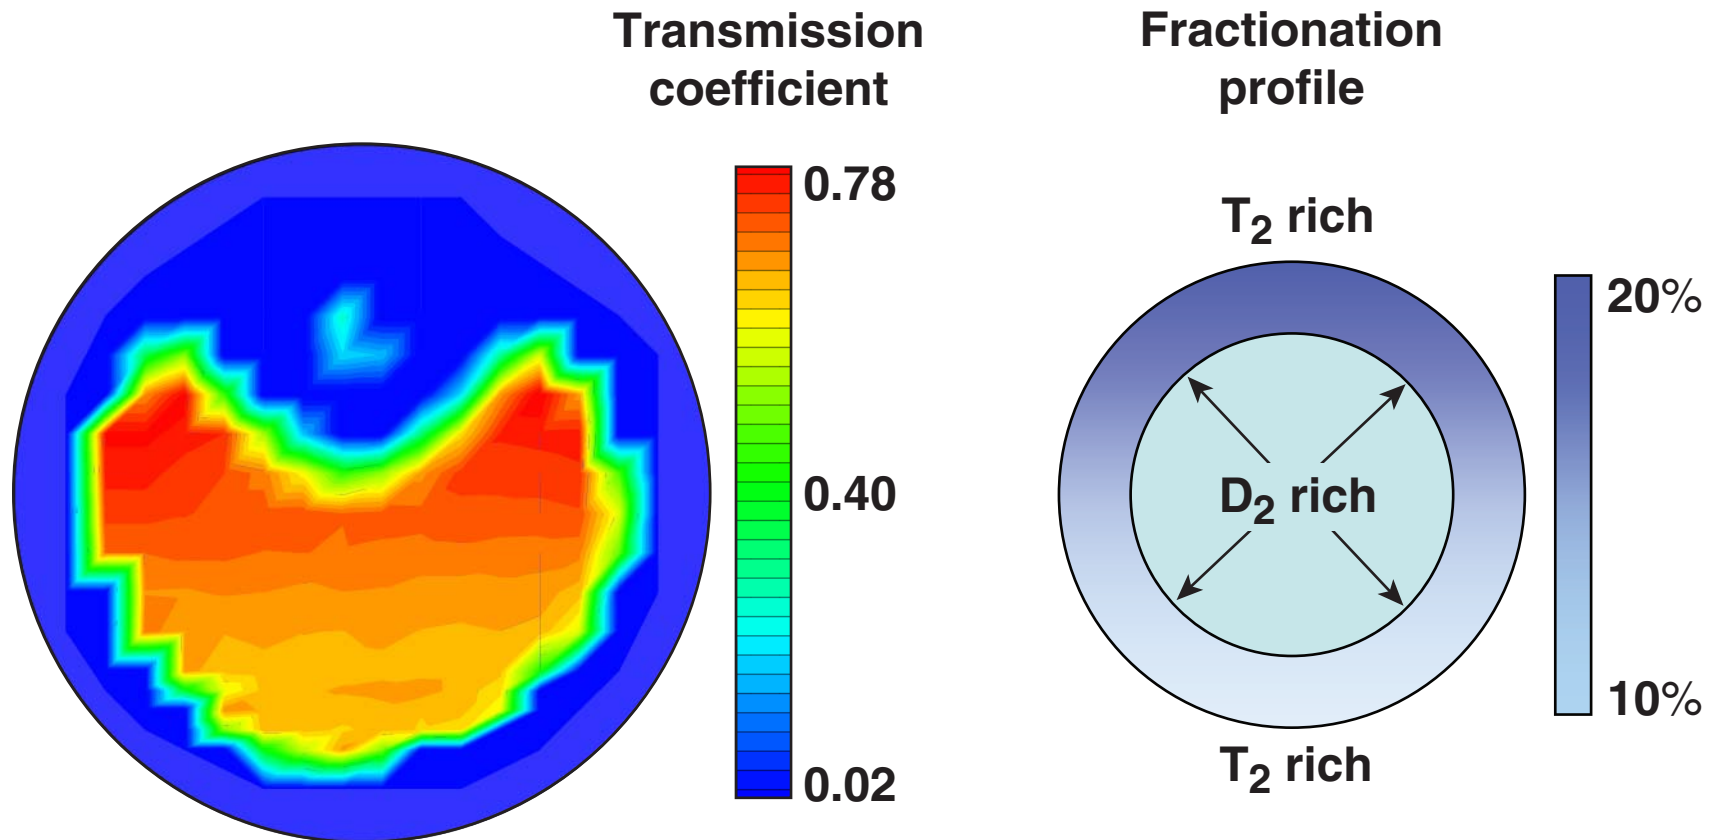 Transmission
coefficient
0.78
0.40
0.02
Fractionation
profile
T₂ rich
D₂ rich
T₂ rich
20%
10%